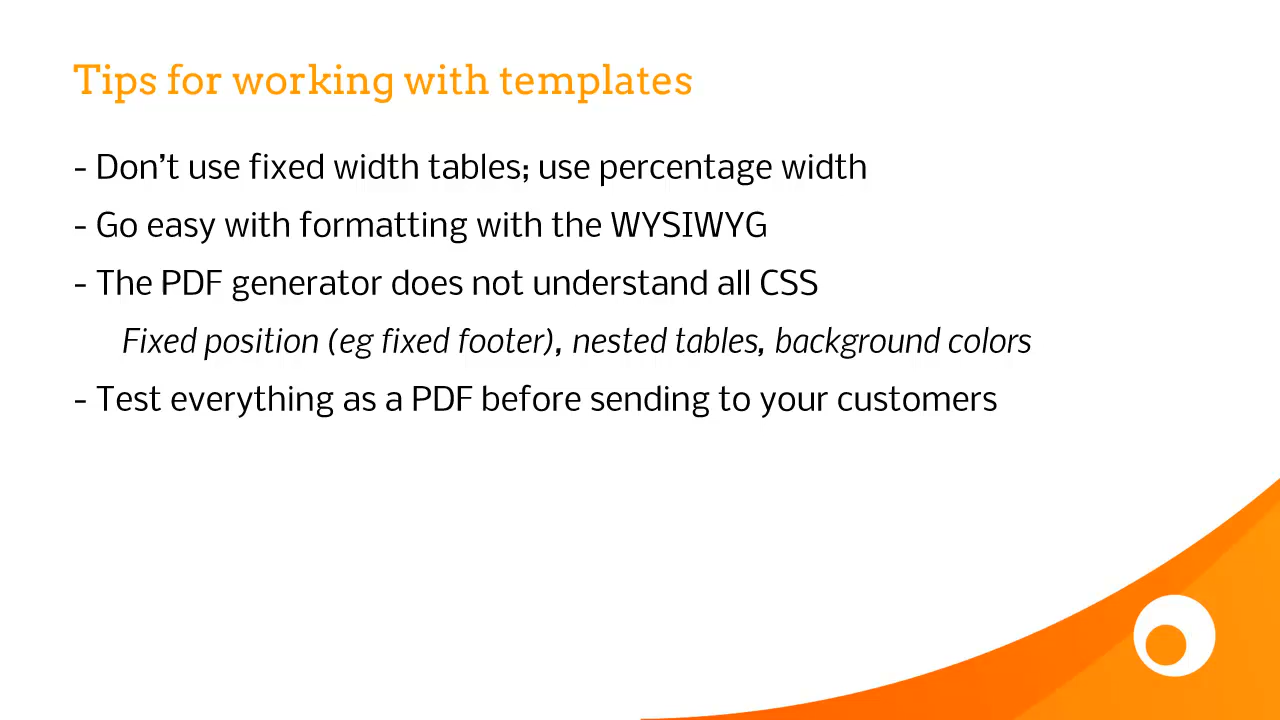 Tips for working with templates
- Don’t use fixed width tables; use percentage width
- Go easy with formatting with the WYSIWYG
- The PDF generator does not understand all CSS
Fixed position (eg fixed footer), nested tables, background colors
- Test everything as a PDF before sending to your customers